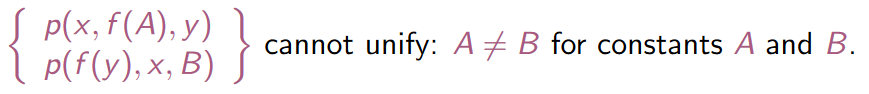 p(x, f(A), y)
p(f(y), x, B)
cannot unify: A ≠ B for constants A and B.